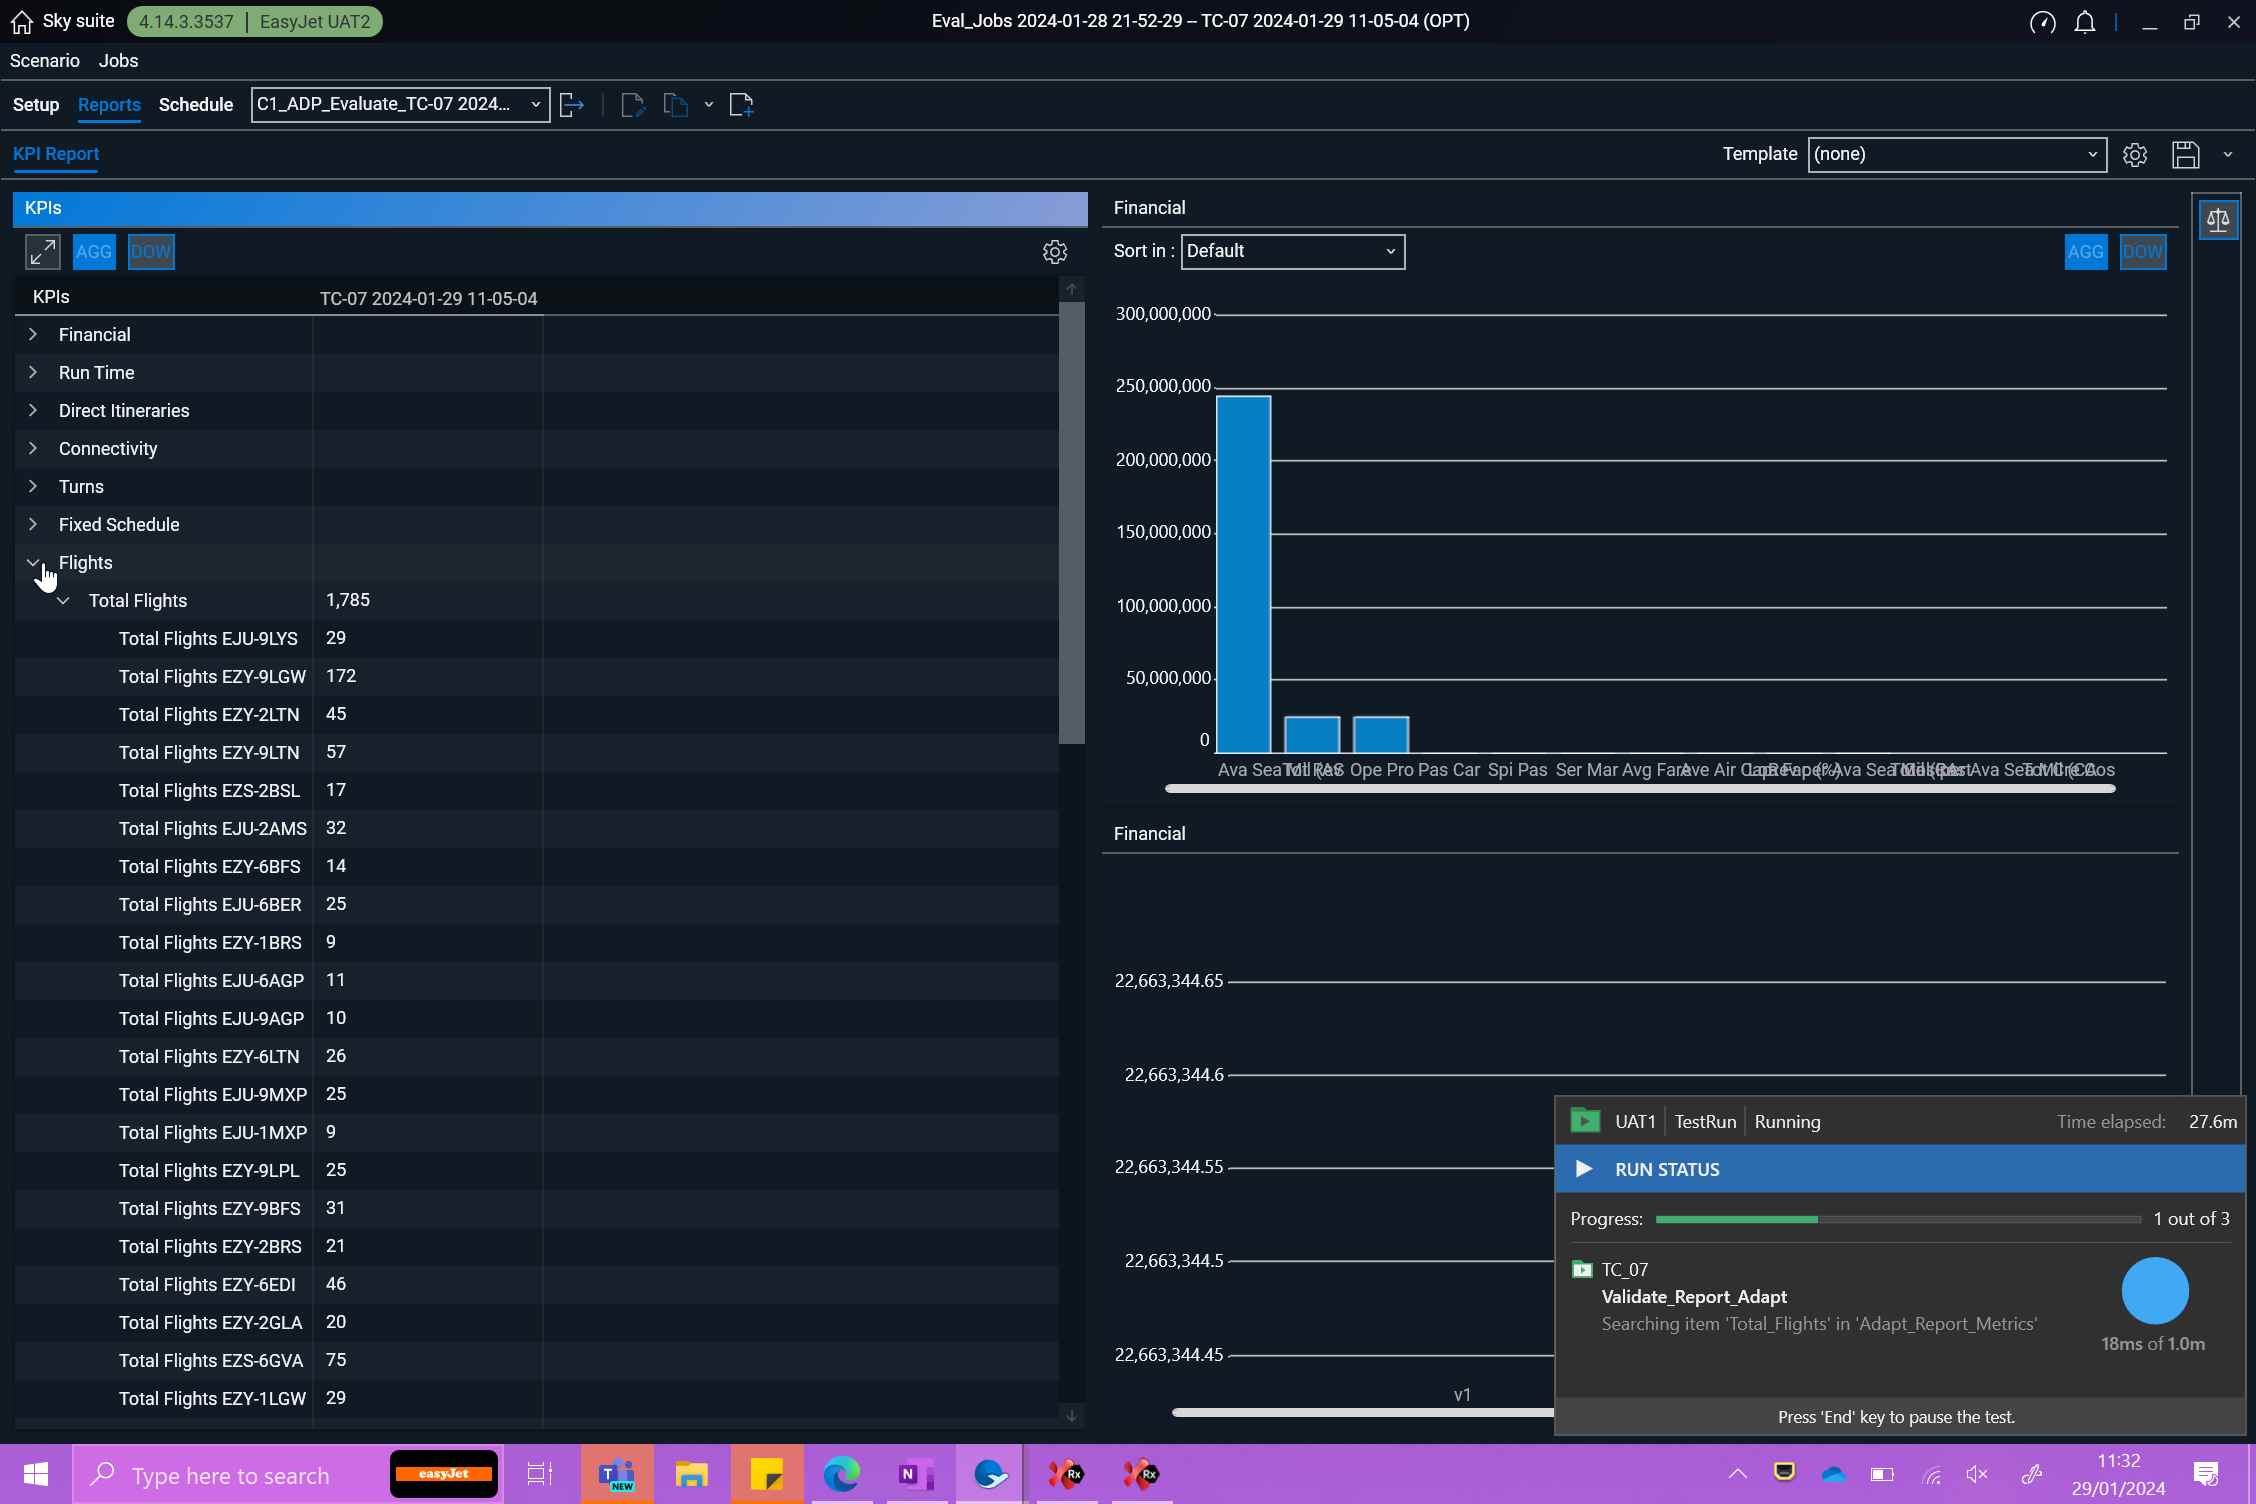 Sky suite 4.14.3.3537 | EasyJet UAT2
Eval_Jobs 2024-01-28 21-52-29 – TC-07 2024-01-29 11-05-04 (OPT)
Scenario Jobs
Setup Reports Schedule C1_ADP_Evaluate_TC-07 2024...
KPI Report
Template (none)
KPIs
AGG DOW
KPIs TC-07 2024-01-29 11-05-04
Financial
Run Time
Direct Itineraries
Connectivity
Turns
Fixed Schedule
Flights
Total Flights 1,785
Total Flights EJU-9LYS 29
Total Flights EZY-9LGW 172
Total Flights EZY-2LTN 45
Total Flights EZY-9LTN 57
Total Flights EZS-2BSL 17
Total Flights EJU-2AMS 32
Total Flights EZY-6BFS 14
Total Flights EJU-6BER 25
Total Flights EZY-1BRS 9
Total Flights EJU-6AGP 11
Total Flights EJU-9AGP 10
Total Flights EZY-6LTN 26
Total Flights EJU-9MXP 25
Total Flights EJU-1MXP 9
Total Flights EZY-9LPL 25
Total Flights EZY-9BFS 31
Total Flights EZY-2BRS 21
Total Flights EZY-6EDI 46
Total Flights EZY-2GLA 20
Total Flights EZS-6GVA 75
Total Flights EZY-1LGW 29
Financial
Sort in : Default
AGG DOW
300,000,000
250,000,000
200,000,000
150,000,000
100,000,000
50,000,000
0
Ava Sea Ope Pro Pas Car Spi Pas Ser Mar Avg Fare Ave Air
Financial
22,663,344.65
22,663,344.6
22,663,344.55
22,663,344.5
22,663,344.45
v1
UAT1 TestRun Running Time elapsed: 27.6m
RUN STATUS
Progress: 1 out of 3
TC_07
Validate_Report_Adapt
Searching item 'Total_Flights' in 'Adapt_Report_Metrics'
18ms of 1.0m
Press 'End' key to pause the test.
Type here to search
easyJet
NEW
11:32
29/01/2024